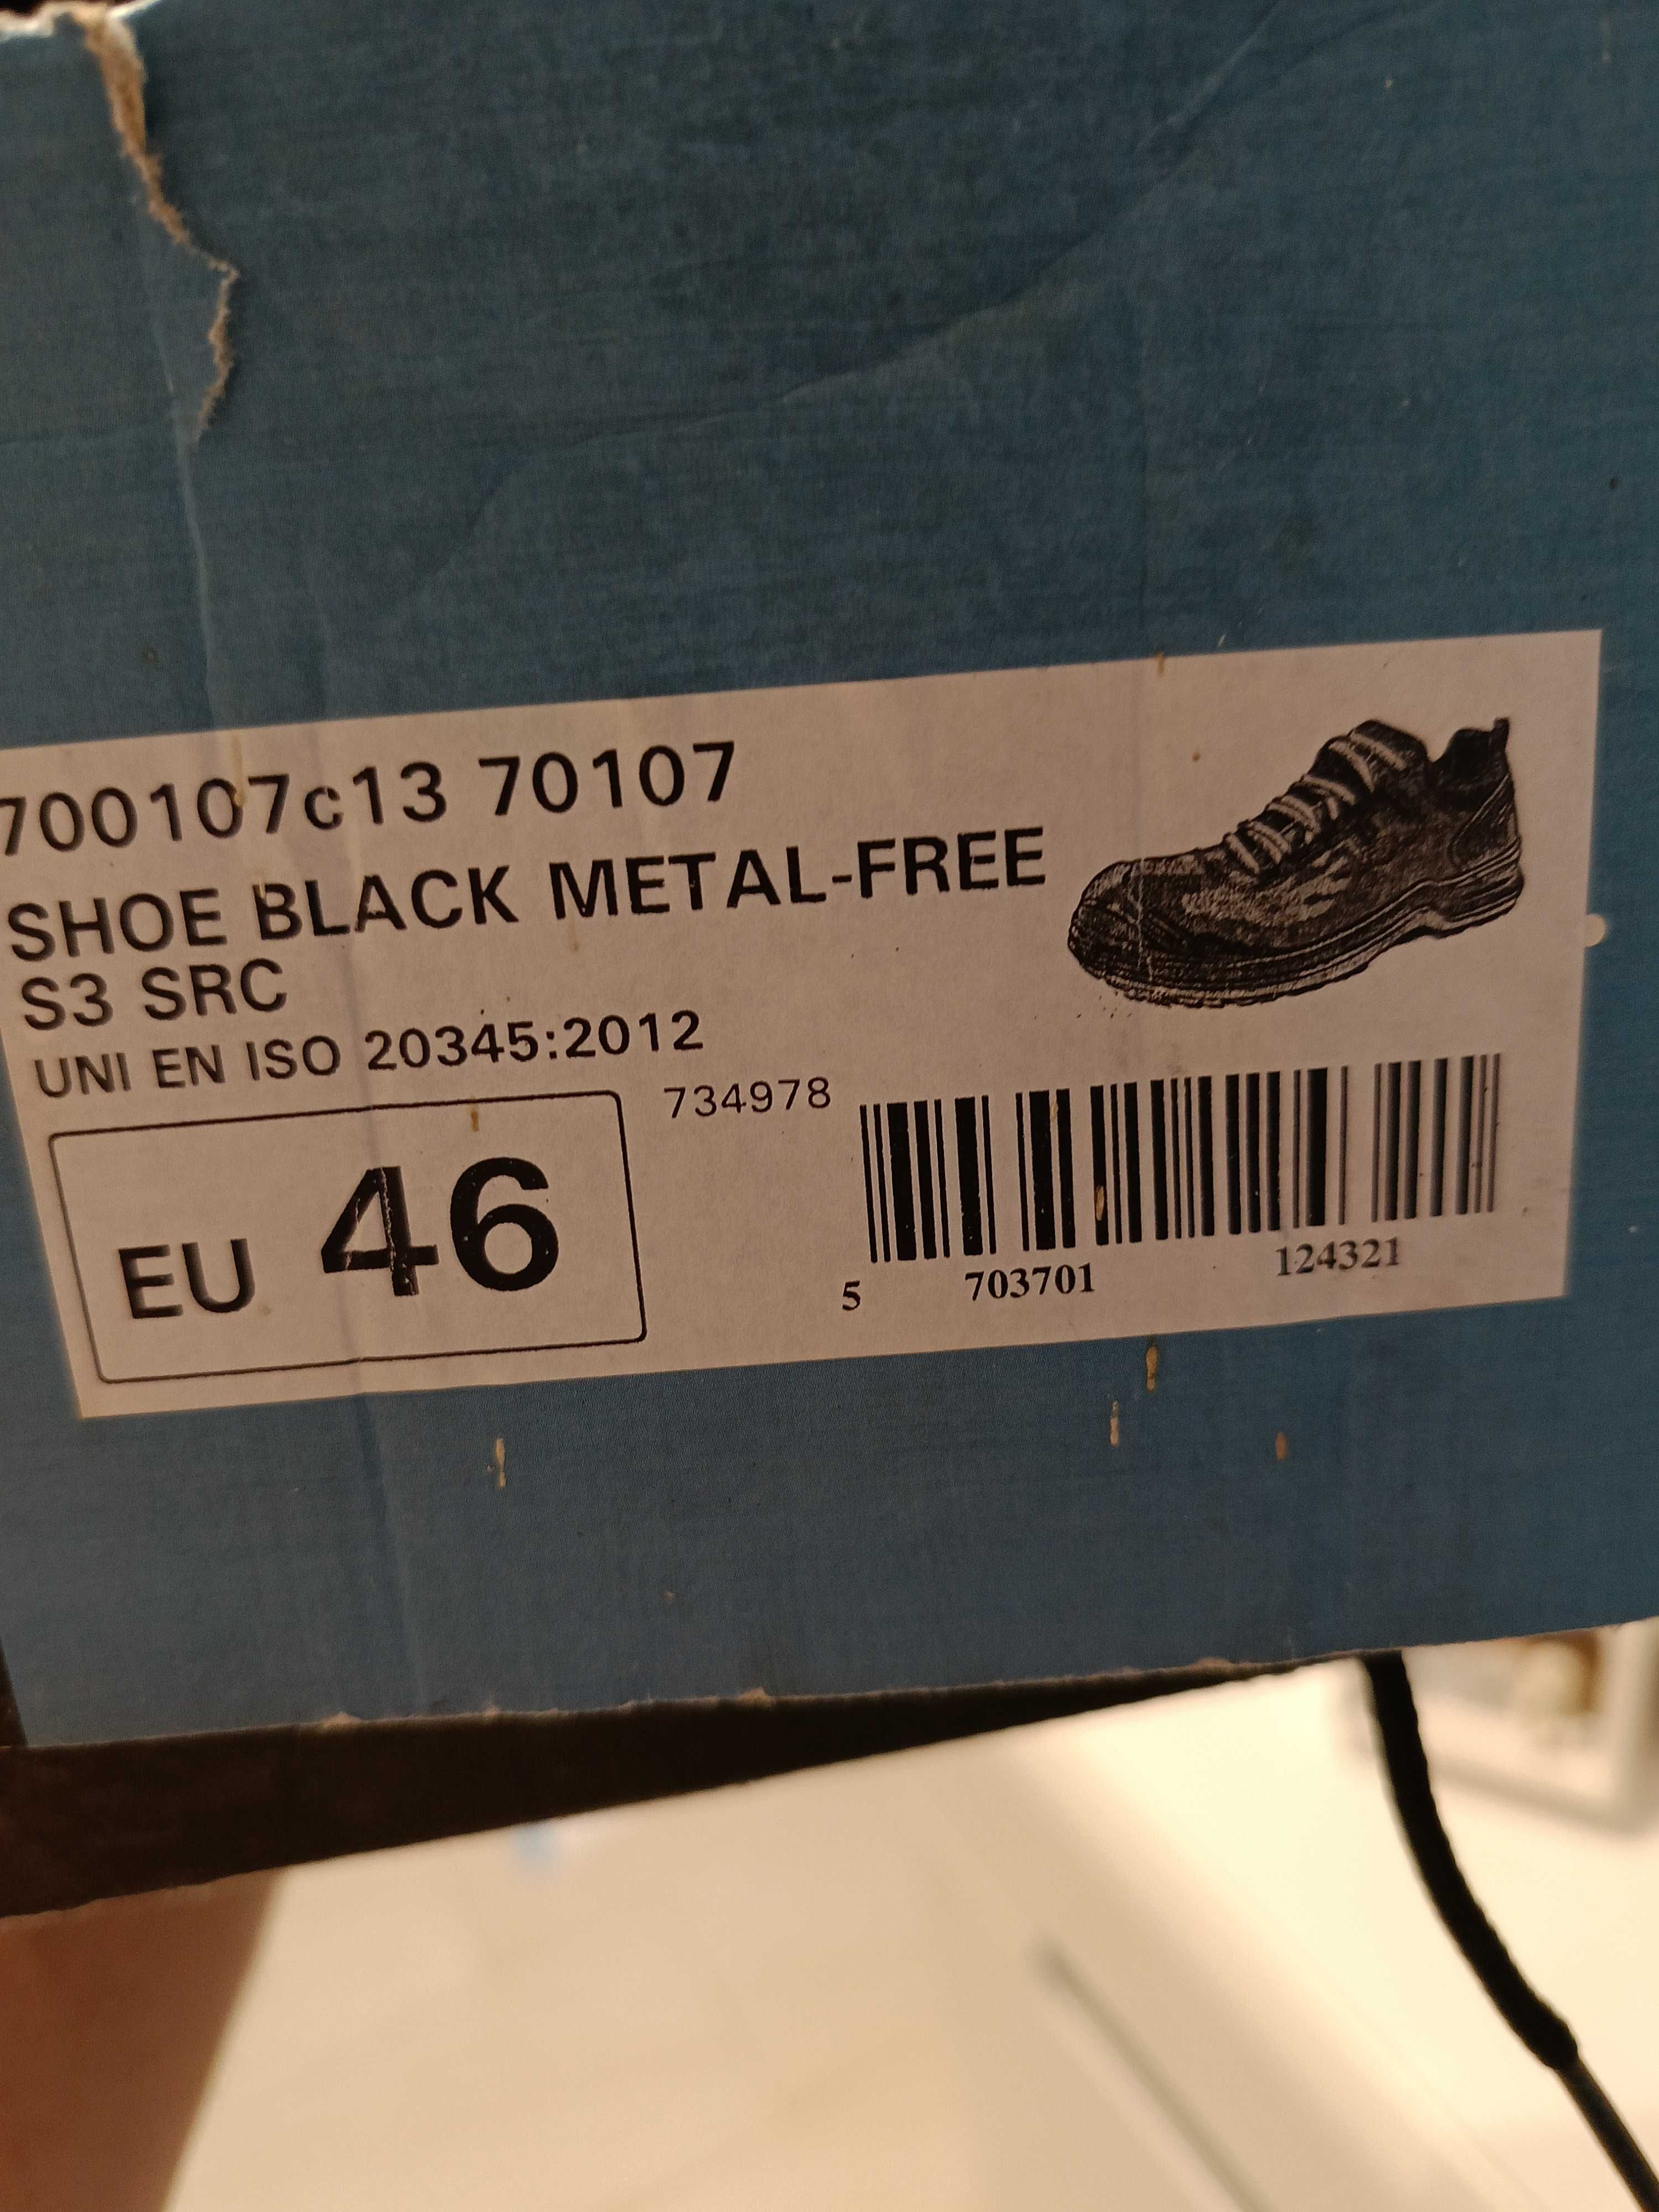 700107c13 70107
SHOE BLACK METAL-FREE
S3 SRC
UNI EN ISO 20345:2012
734978
EU 46
5 703701 124321